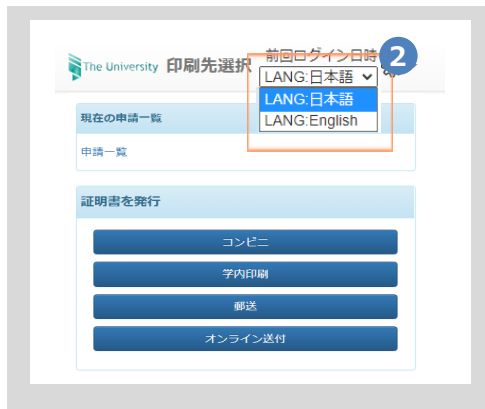 The University 印刷先選択
前回ログイン日時
2
LANG:日本語
LANG:日本語
LANG:English
現在の申請一覧
申請一覧
証明書を発行
コンビニ
学内印刷
郵送
オンライン送付